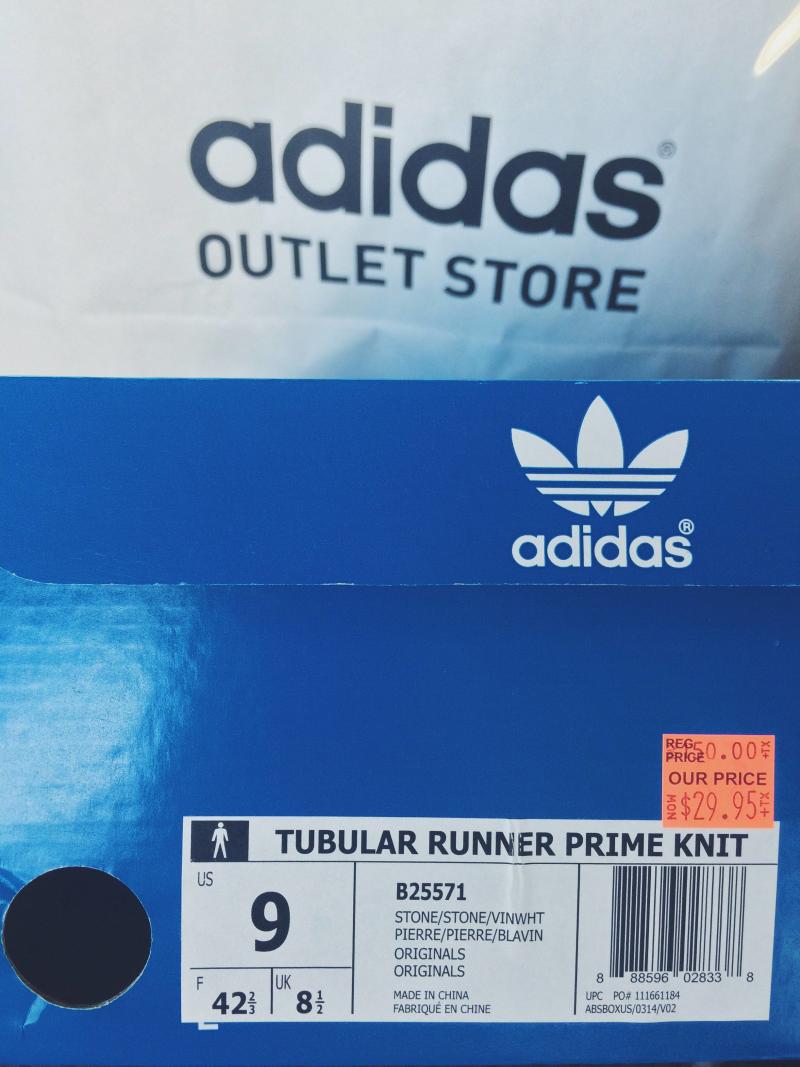 adidas®
OUTLET STORE
adidas®
REG. PRICE 150.00+TX
OUR PRICE
NOW $29.95+TX
TUBULAR RUNNER PRIME KNIT
US
9
F
42⅔
UK
8½
B25571
STONE/STONE/VINWHT
PIERRE/PIERRE/BLAVIN
ORIGINALS
ORIGINALS
MADE IN CHINA
FABRIQUÉ EN CHINE
8 88596 02833 8
UPC PO# 111661184
ABSBOXUS/0314/V02